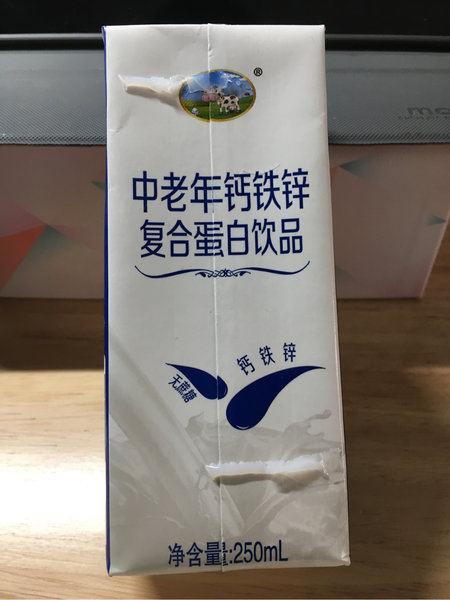 ®
中老年钙铁锌
复合蛋白饮品
钙铁锌
无蔗糖
净含量:250mL